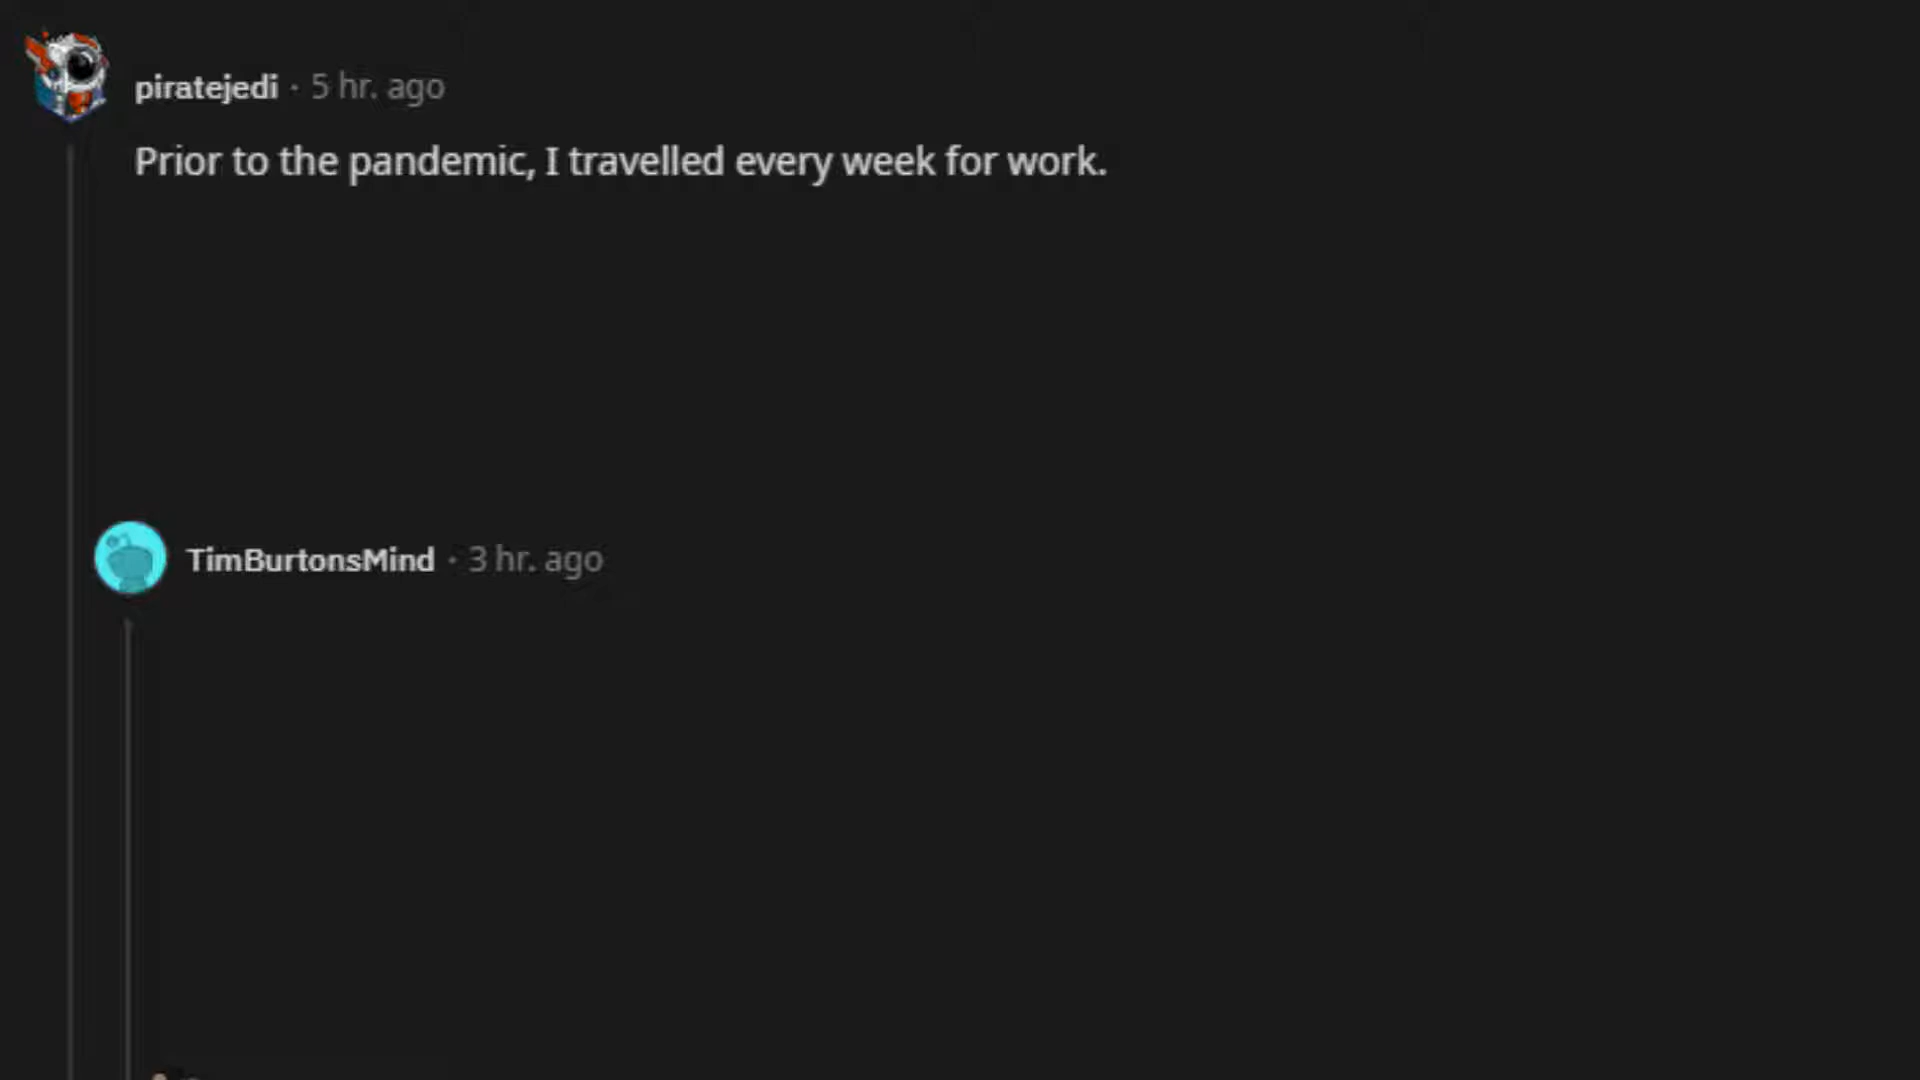 piratejedi · 5 hr. ago
Prior to the pandemic, I travelled every week for work.
TimBurtonsMind · 3 hr. ago